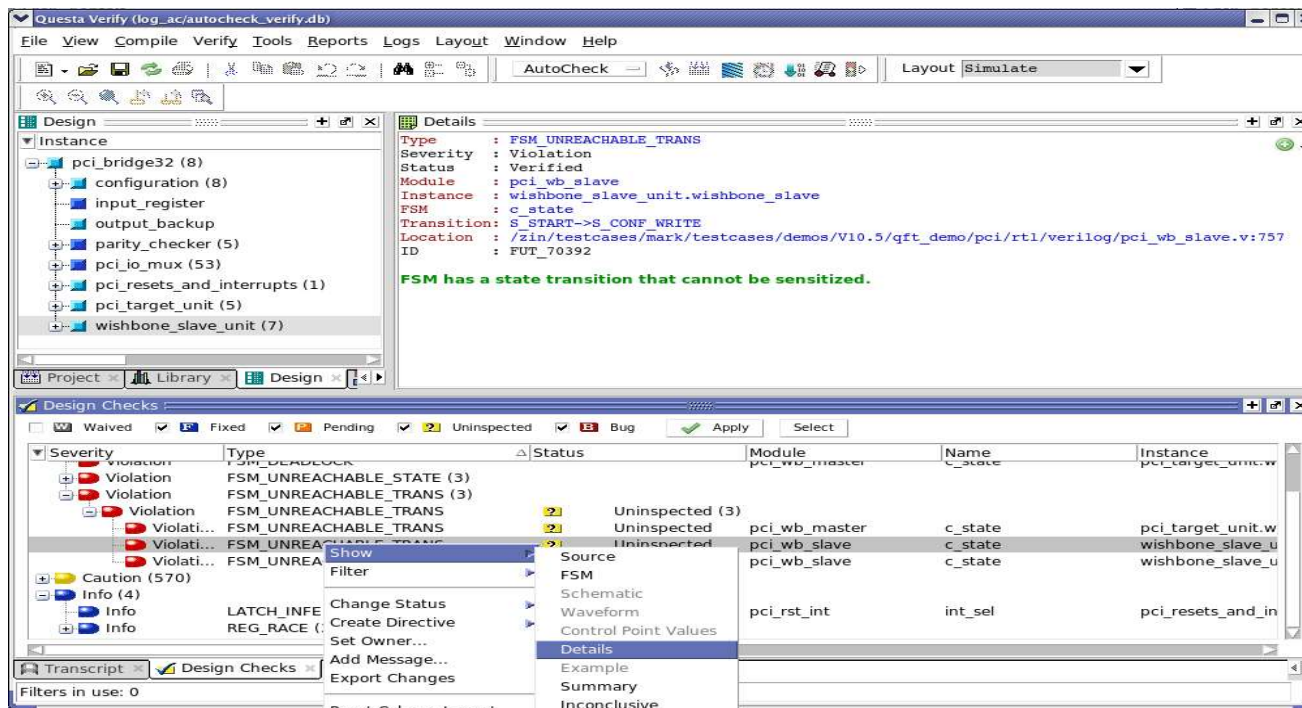 Questa Verify (log_ac/autocheck_verify.db)
File View Compile Verify Tools Reports Logs Layout Window Help
AutoCheck Layout Simulate
Design
Instance
pci_bridge32 (8)
configuration (8)
input_register
output_backup
parity_checker (5)
pci_io_mux (53)
pci_resets_and_interrupts (1)
pci_target_unit (5)
wishbone_slave_unit (7)
Project Library Design
Details
Type : FSM_UNREACHABLE_TRANS
Severity : Violation
Status : Verified
Module : pci_wb_slave
Instance : wishbone_slave_unit.wishbone_slave
FSM : c_state
Transition: S_START->S_CONF_WRITE
Location : /zin/testcases/mark/testcases/demos/V10.5/qft_demo/pci/rtl/verilog/pci_wb_slave.v:757
ID : FUT_70392
FSM has a state transition that cannot be sensitized.
Design Checks
W Waived F Fixed P Pending ? Uninspected B Bug Apply Select
Severity Type Status Module Name Instance
Violation FSM_DEADLOCK pci_wb_master c_state pci_target_unit.w
Violation FSM_UNREACHABLE_STATE (3)
Violation FSM_UNREACHABLE_TRANS (3)
Violation FSM_UNREACHABLE_TRANS ? Uninspected (3)
Violati... FSM_UNREACHABLE_TRANS ? Uninspected pci_wb_master c_state pci_target_unit.w
Violati... FSM_UNREACHABLE_TRANS ? Uninspected pci_wb_slave c_state wishbone_slave_u
Violati... FSM_UNREA pci_wb_slave c_state wishbone_slave_u
Caution (570)
Info (4)
Info LATCH_INFE pci_rst_int int_sel pci_resets_and_in
Info REG_RACE (
Show
Filter
Change Status
Create Directive
Set Owner...
Add Message...
Export Changes
Source
FSM
Schematic
Waveform
Control Point Values
Details
Example
Summary
Inconclusive
Transcript Design Checks
Filters in use: 0